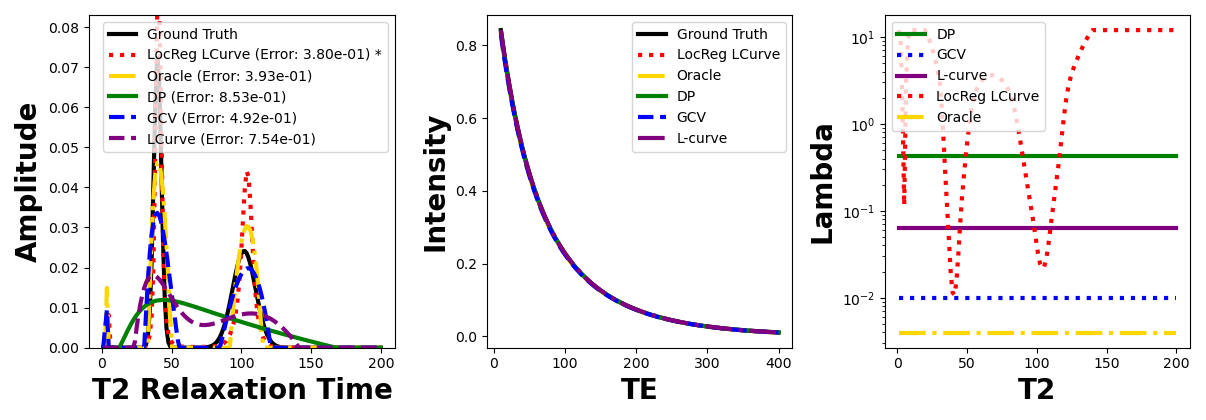 Amplitude
0.08
0.07
0.06
0.05
0.04
0.03
0.02
0.01
0.00
Ground Truth
LocReg LCurve (Error: 3.80e-01) *
Oracle (Error: 3.93e-01)
DP (Error: 8.53e-01)
GCV (Error: 4.92e-01)
LCurve (Error: 7.54e-01)
0 50 100 150 200
T2 Relaxation Time
Intensity
0.8
0.6
0.4
0.2
0.0
Ground Truth
LocReg LCurve
Oracle
DP
GCV
L-curve
0 100 200 300 400
TE
Lambda
10¹
10⁰
10⁻¹
10⁻²
DP
GCV
L-curve
LocReg LCurve
Oracle
0 50 100 150 200
T2